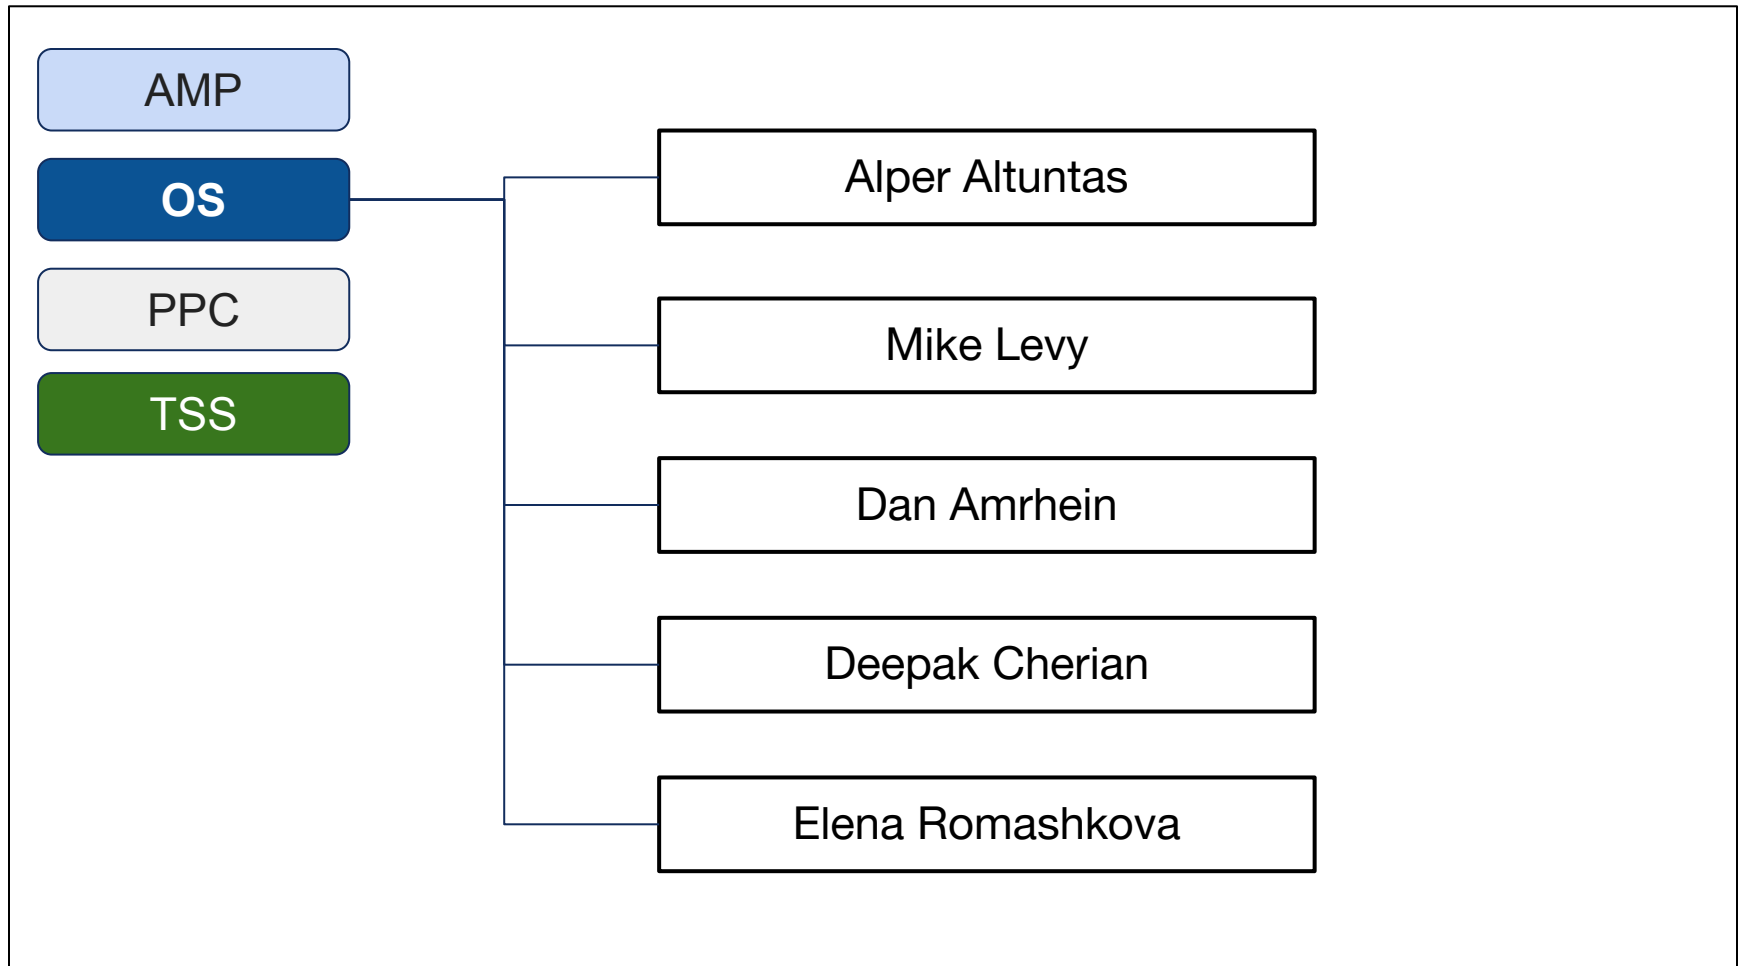 AMP
OS
PPC
TSS
Alper Altuntas
Mike Levy
Dan Amrhein
Deepak Cherian
Elena Romashkova